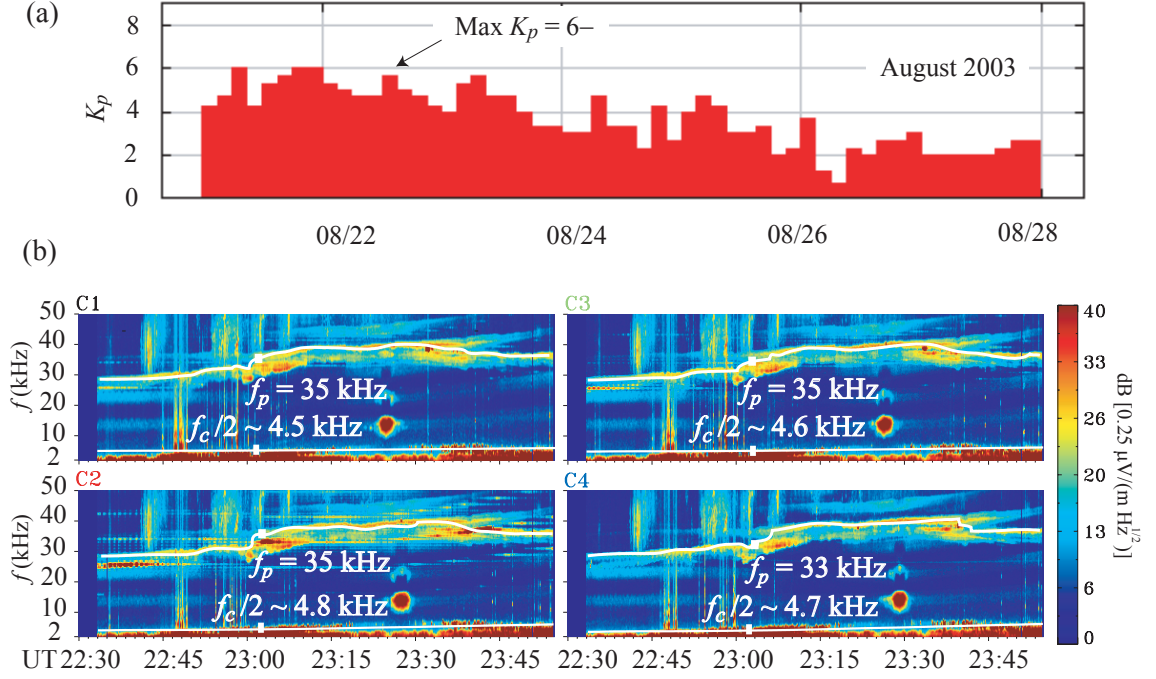 (a)
8
6
4
2
0
Kp
Max Kp = 6–
August 2003
08/22
08/24
08/26
08/28
(b)
C1
C3
50
40
30
20
10
2
f (kHz)
fp = 35 kHz
fc/2 ~ 4.5 kHz
fp = 35 kHz
fc/2 ~ 4.6 kHz
C2
C4
50
40
30
20
10
2
f (kHz)
fp = 35 kHz
fc/2 ~ 4.8 kHz
fp = 33 kHz
fc/2 ~ 4.7 kHz
UT 22:30 22:45 23:00 23:15 23:30 23:45
22:30 22:45 23:00 23:15 23:30 23:45
40
33
26
20
13
6
0
dB [0.25 μV/(m Hz1/2)]